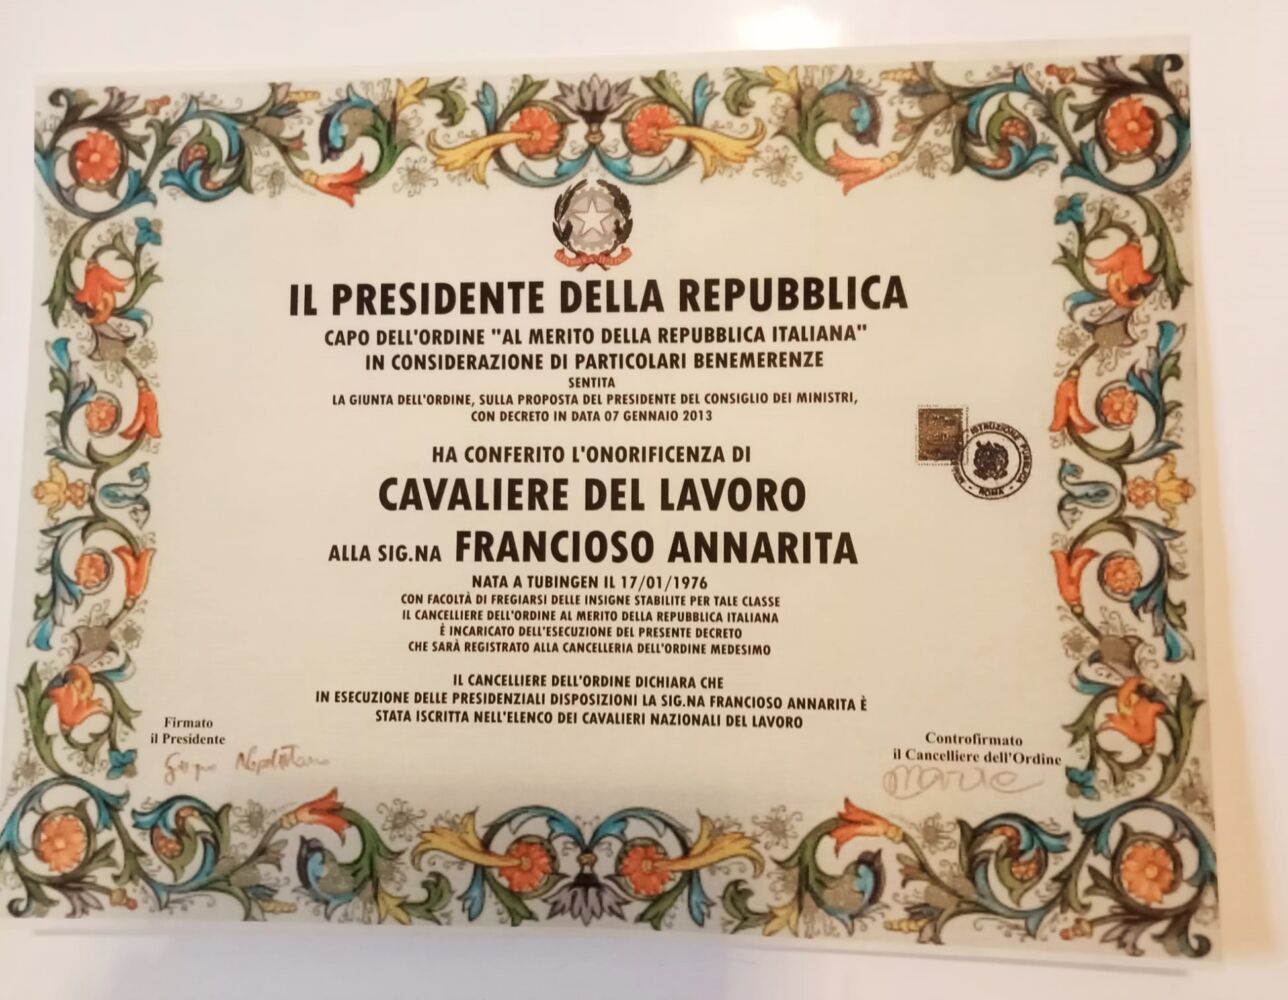 IL PRESIDENTE DELLA REPUBBLICA
CAPO DELL'ORDINE "AL MERITO DELLA REPUBBLICA ITALIANA"
IN CONSIDERAZIONE DI PARTICOLARI BENEMERENZE
SENTITA
LA GIUNTA DELL'ORDINE, SULLA PROPOSTA DEL PRESIDENTE DEL CONSIGLIO DEI MINISTRI,
CON DECRETO IN DATA 07 GENNAIO 2013
ISTRUZIONE PUBBLICA
ROMA
HA CONFERITO L'ONORIFICENZA DI
CAVALIERE DEL LAVORO
ALLA SIG.NA FRANCIOSO ANNARITA
NATA A TUBINGEN IL 17/01/1976
CON FACOLTÀ DI FREGIARSI DELLE INSIGNE STABILITE PER TALE CLASSE
IL CANCELLIERE DELL'ORDINE AL MERITO DELLA REPUBBLICA ITALIANA
È INCARICATO DELL'ESECUZIONE DEL PRESENTE DECRETO
CHE SARÀ REGISTRATO ALLA CANCELLERIA DELL'ORDINE MEDESIMO
IL CANCELLIERE DELL'ORDINE DICHIARA CHE
IN ESECUZIONE DELLE PRESIDENZIALI DISPOSIZIONI LA SIG.NA FRANCIOSO ANNARITA È
STATA ISCRITTA NELL'ELENCO DEI CAVALIERI NAZIONALI DEL LAVORO
Firmato
il Presidente
Controfirmato
il Cancelliere dell'Ordine